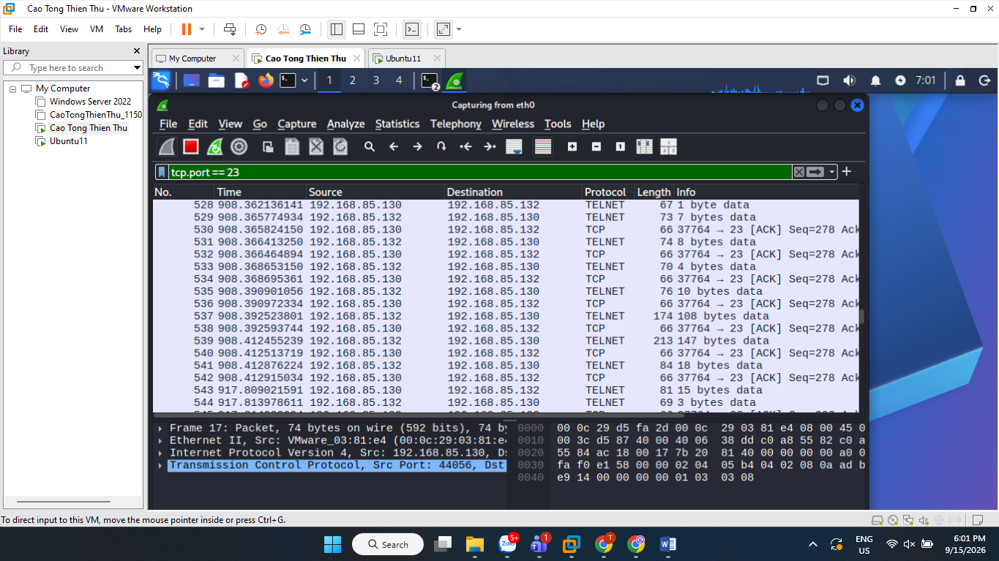 Cao Tong Thien Thu - VMware Workstation
File Edit View VM Tabs Help
Library
Type here to search
My Computer
Windows Server 2022
CaoTongThienThu_1150
Cao Tong Thien Thu
Ubuntu11
My Computer Cao Tong Thien Thu Ubuntu11
1 2 3 4 2 7:01
Capturing from eth0
File Edit View Go Capture Analyze Statistics Telephony Wireless Tools Help
tcp.port == 23
No. Time Source Destination Protocol Length Info
528 908.362136141 192.168.85.130 192.168.85.132 TELNET 67 1 byte data
529 908.365774934 192.168.85.132 192.168.85.130 TELNET 73 7 bytes data
530 908.365824150 192.168.85.130 192.168.85.132 TCP 66 37764 → 23 [ACK] Seq=278 Ack
531 908.366413250 192.168.85.132 192.168.85.130 TELNET 74 8 bytes data
532 908.366464894 192.168.85.130 192.168.85.132 TCP 66 37764 → 23 [ACK] Seq=278 Ack
533 908.368653150 192.168.85.132 192.168.85.130 TELNET 70 4 bytes data
534 908.368695361 192.168.85.130 192.168.85.132 TCP 66 37764 → 23 [ACK] Seq=278 Ack
535 908.390901056 192.168.85.132 192.168.85.130 TELNET 76 10 bytes data
536 908.390972334 192.168.85.130 192.168.85.132 TCP 66 37764 → 23 [ACK] Seq=278 Ack
537 908.392523801 192.168.85.132 192.168.85.130 TELNET 174 108 bytes data
538 908.392593744 192.168.85.130 192.168.85.132 TCP 66 37764 → 23 [ACK] Seq=278 Ack
539 908.412455239 192.168.85.132 192.168.85.130 TELNET 213 147 bytes data
540 908.412513719 192.168.85.130 192.168.85.132 TCP 66 37764 → 23 [ACK] Seq=278 Ack
541 908.412876224 192.168.85.132 192.168.85.130 TELNET 84 18 bytes data
542 908.412915034 192.168.85.130 192.168.85.132 TCP 66 37764 → 23 [ACK] Seq=278 Ack
543 917.809021591 192.168.85.130 192.168.85.132 TELNET 81 15 bytes data
544 917.813978611 192.168.85.132 192.168.85.130 TELNET 69 3 bytes data
Frame 17: Packet, 74 bytes on wire (592 bits), 74 by
Ethernet II, Src: VMware_03:81:e4 (00:0c:29:03:81:e4
Internet Protocol Version 4, Src: 192.168.85.130, Ds
Transmission Control Protocol, Src Port: 44056, Dst
0000 00 0c 29 d5 fa 2d 00 0c 29 03 81 e4 08 00 45 0
0010 00 3c d5 87 40 00 40 06 38 dd c0 a8 55 82 c0 a
0020 55 84 ac 18 00 17 7b 20 81 40 00 00 00 00 a0 0
0030 fa f0 e1 58 00 00 02 04 05 b4 04 02 08 0a ad b
0040 e9 14 00 00 00 00 01 03 03 08
To direct input to this VM, move the mouse pointer inside or press Ctrl+G.
Search
Zalo
5+
1
T
ENG
US
6:01 PM
9/15/2026